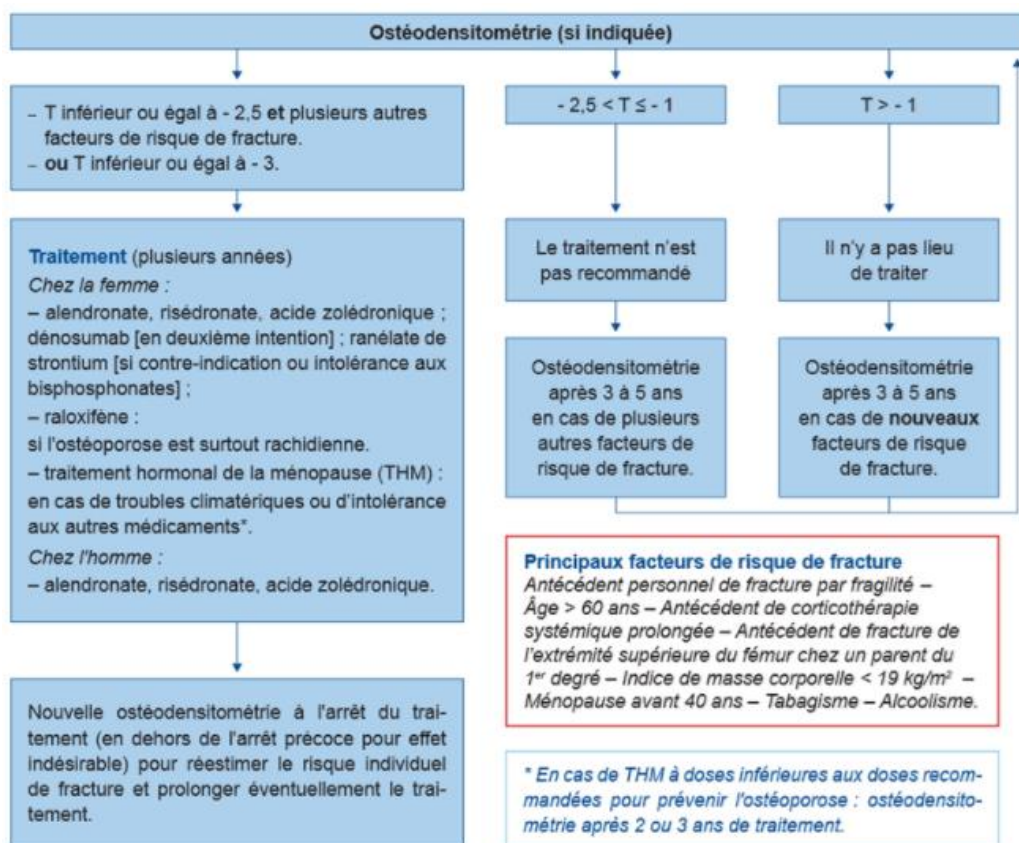 Ostéodensitométrie (si indiquée)
– T inférieur ou égal à - 2,5 et plusieurs autres
facteurs de risque de fracture.
– ou T inférieur ou égal à - 3.
Traitement (plusieurs années)
Chez la femme :
– alendronate, risédronate, acide zolédronique ;
dénosumab [en deuxième intention] ; ranélate de
strontium [si contre-indication ou intolérance aux
bisphosphonates] ;
– raloxifène :
si l'ostéoporose est surtout rachidienne.
– traitement hormonal de la ménopause (THM) :
en cas de troubles climatériques ou d'intolérance
aux autres médicaments*.
Chez l'homme :
– alendronate, risédronate, acide zolédronique.
Nouvelle ostéodensitométrie à l'arrêt du trai-
tement (en dehors de l'arrêt précoce pour effet
indésirable) pour réestimer le risque individuel
de fracture et prolonger éventuellement le trai-
tement.
- 2,5 < T ≤ - 1
Le traitement n'est
pas recommandé
Ostéodensitométrie
après 3 à 5 ans
en cas de plusieurs
autres facteurs de
risque de fracture.
T > - 1
Il n'y a pas lieu
de traiter
Ostéodensitométrie
après 3 à 5 ans
en cas de nouveaux
facteurs de risque
de fracture.
Principaux facteurs de risque de fracture
Antécédent personnel de fracture par fragilité –
Âge > 60 ans – Antécédent de corticothérapie
systémique prolongée – Antécédent de fracture de
l'extrémité supérieure du fémur chez un parent du
1er degré – Indice de masse corporelle < 19 kg/m² –
Ménopause avant 40 ans – Tabagisme – Alcoolisme.
* En cas de THM à doses inférieures aux doses recom-
mandées pour prévenir l'ostéoporose : ostéodensito-
métrie après 2 ou 3 ans de traitement.